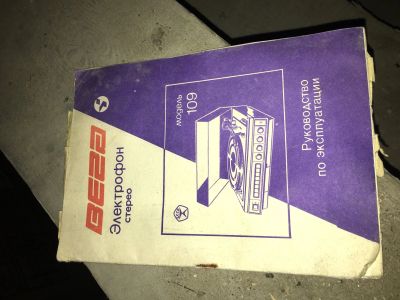 ВЕГА
Электрофон
стерео
модель
109
Руководство
по эксплуатации